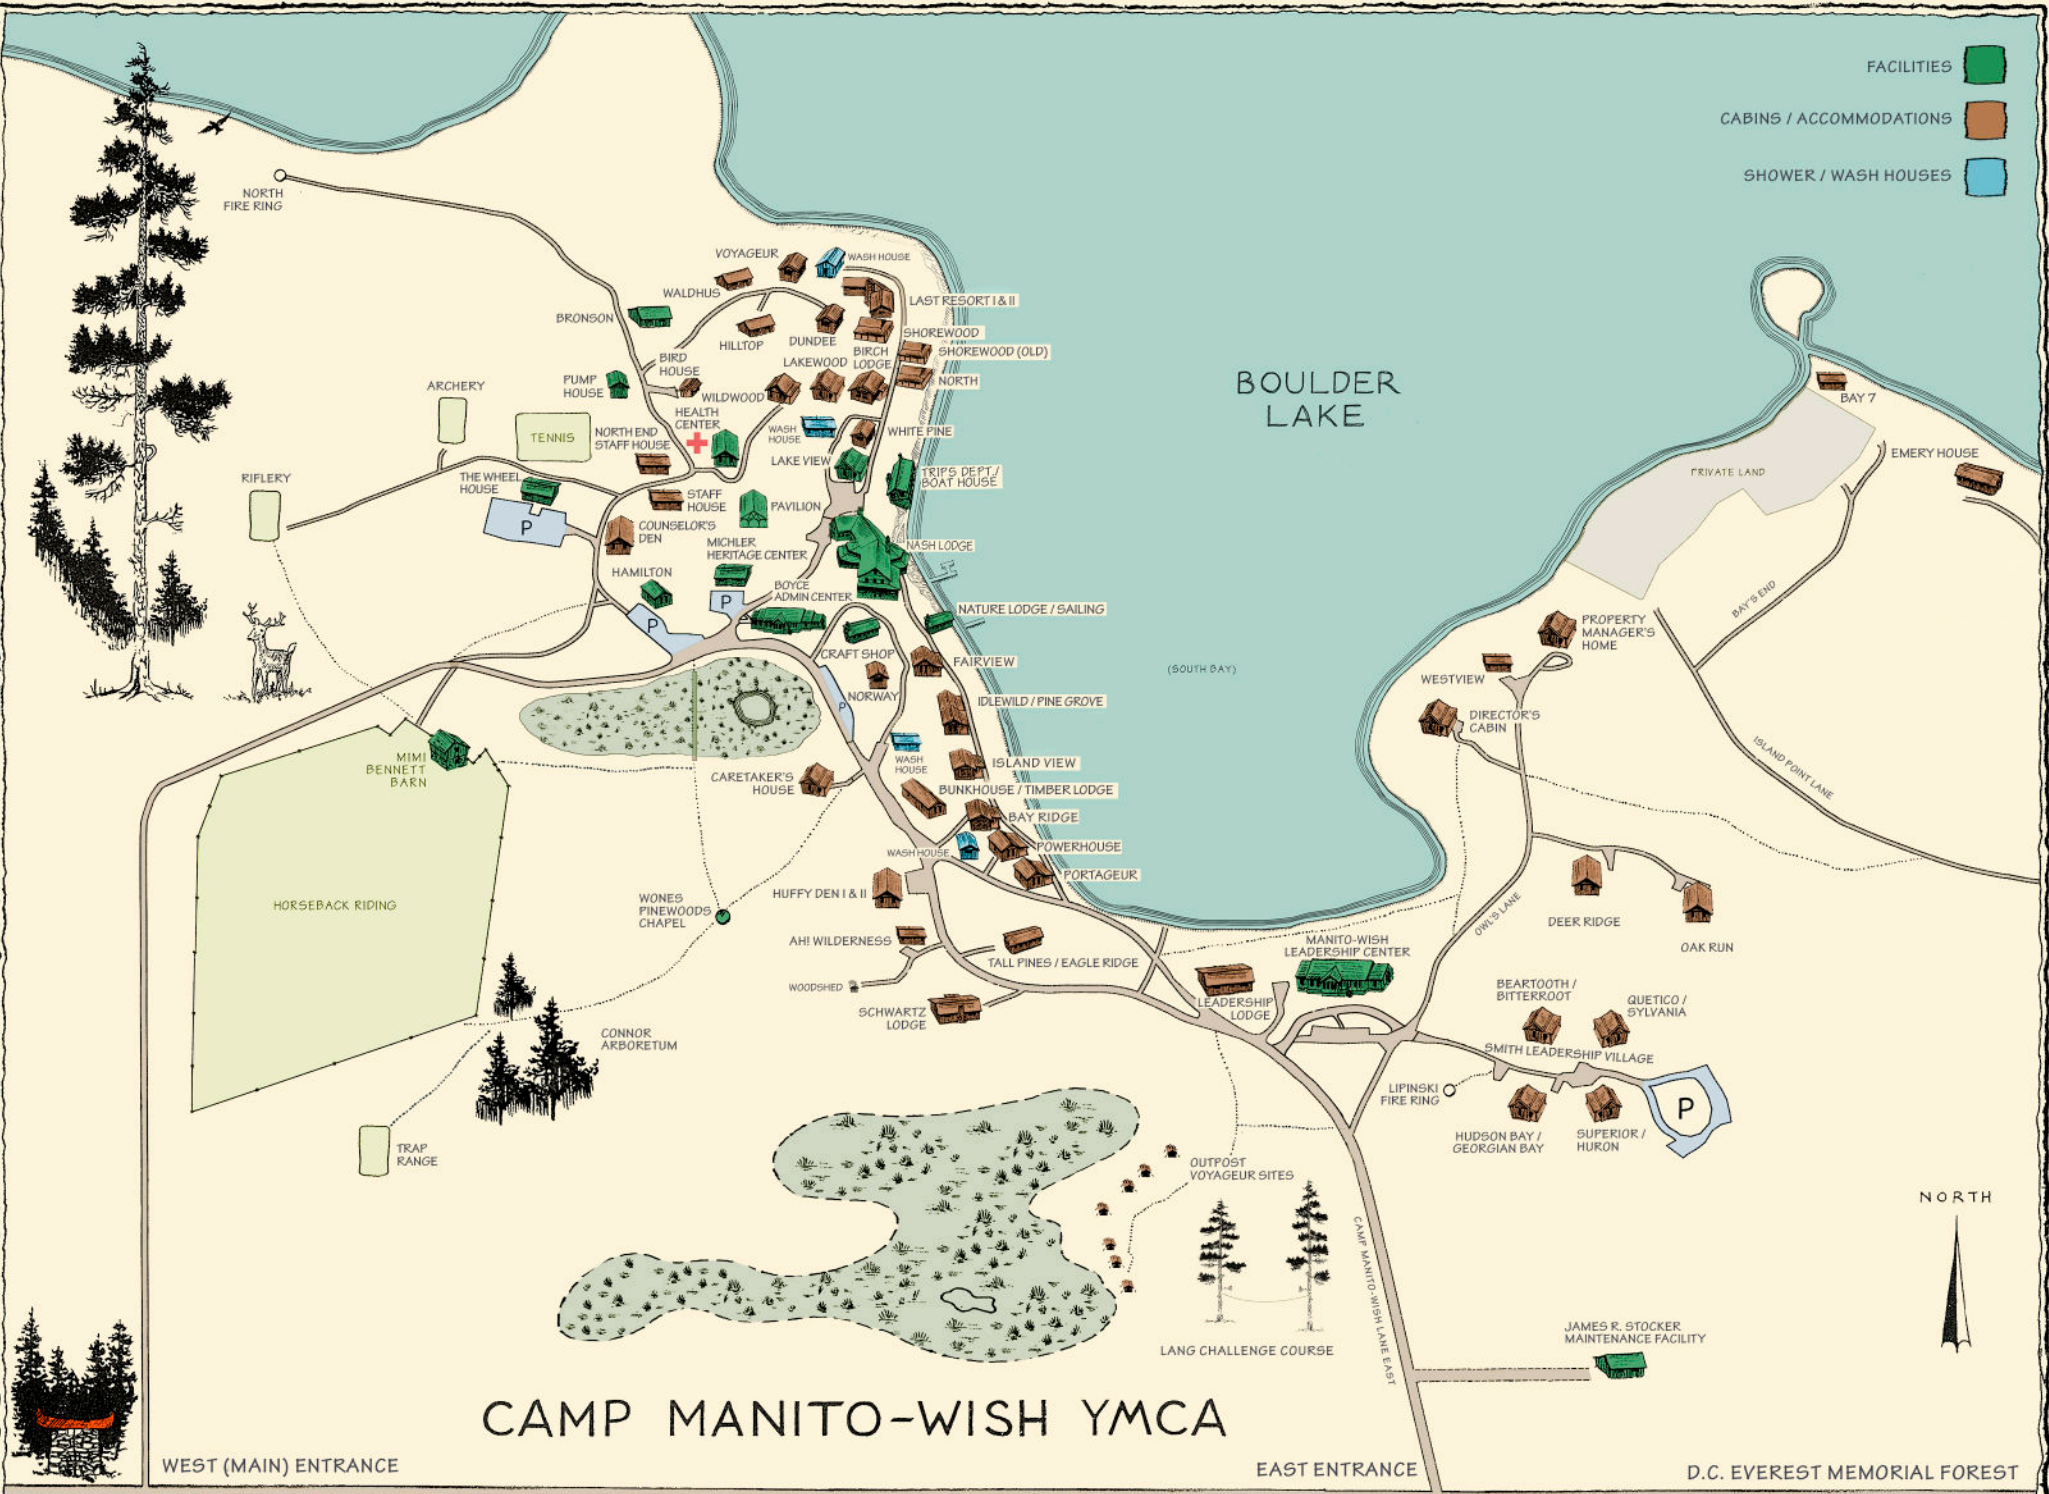 FACILITIES
CABINS / ACCOMMODATIONS
SHOWER / WASH HOUSES
NORTH
FIRE RING
VOYAGEUR
WASH HOUSE
WALDHUS
LAST RESORT I & II
BRONSON
HILLTOP
DUNDEE
SHOREWOOD
SHOREWOOD (OLD)
BIRD
HOUSE
LAKEWOOD
BIRCH
LODGE
NORTH
PUMP
HOUSE
WILDWOOD
ARCHERY
HEALTH
CENTER
TENNIS
NORTH END
STAFF HOUSE
WASH
HOUSE
WHITE PINE
LAKE VIEW
TRIPS DEPT./
BOAT HOUSE
RIFLERY
THE WHEEL
HOUSE
P
STAFF
HOUSE
PAVILION
COUNSELOR'S
DEN
MICHLER
HERITAGE CENTER
NASH LODGE
HAMILTON
BOYCE
ADMIN CENTER
P
P
NATURE LODGE / SAILING
CRAFT SHOP
FAIRVIEW
NORWAY
P
IDLEWILD / PINE GROVE
MIMI
BENNETT
BARN
CARETAKER'S
HOUSE
WASH
HOUSE
ISLAND VIEW
BUNKHOUSE / TIMBER LODGE
BAY RIDGE
WASH HOUSE
POWERHOUSE
PORTAGEUR
HORSEBACK RIDING
HUFFY DEN I & II
WONES
PINEWOODS
CHAPEL
AH! WILDERNESS
TALL PINES / EAGLE RIDGE
WOODSHED
SCHWARTZ
LODGE
CONNOR
ARBORETUM
TRAP
RANGE
BOULDER
LAKE
(SOUTH BAY)
BAY 7
PRIVATE LAND
EMERY HOUSE
BAY'S END
PROPERTY
MANAGER'S
HOME
WESTVIEW
DIRECTOR'S
CABIN
ISLAND POINT LANE
DEER RIDGE
OAK RUN
OWL'S LANE
MANITO-WISH
LEADERSHIP CENTER
LEADERSHIP
LODGE
BEARTOOTH /
BITTERROOT
QUETICO /
SYLVANIA
SMITH LEADERSHIP VILLAGE
LIPINSKI
FIRE RING
P
HUDSON BAY /
GEORGIAN BAY
SUPERIOR /
HURON
OUTPOST
VOYAGEUR SITES
CAMP MANITO-WISH LANE EAST
LANG CHALLENGE COURSE
NORTH
JAMES R. STOCKER
MAINTENANCE FACILITY
CAMP MANITO-WISH YMCA
WEST (MAIN) ENTRANCE
EAST ENTRANCE
D.C. EVEREST MEMORIAL FOREST